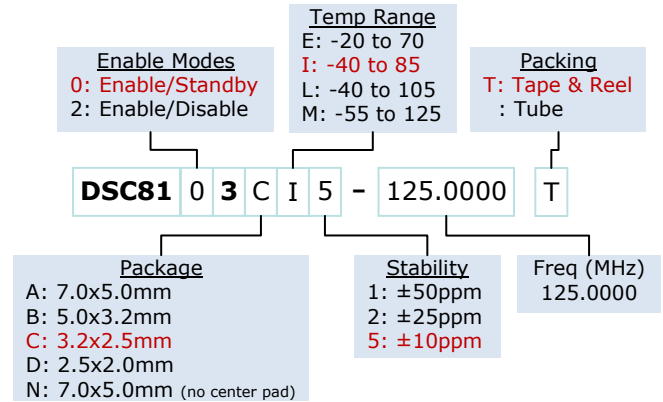 Enable Modes
0: Enable/Standby
2: Enable/Disable
Temp Range
E: -20 to 70
I: -40 to 85
L: -40 to 105
M: -55 to 125
Packing
T: Tape & Reel
: Tube
DSC81 0 3 C I 5 – 125.0000 T
Package
A: 7.0x5.0mm
B: 5.0x3.2mm
C: 3.2x2.5mm
D: 2.5x2.0mm
N: 7.0x5.0mm (no center pad)
Stability
1: ±50ppm
2: ±25ppm
5: ±10ppm
Freq (MHz)
125.0000